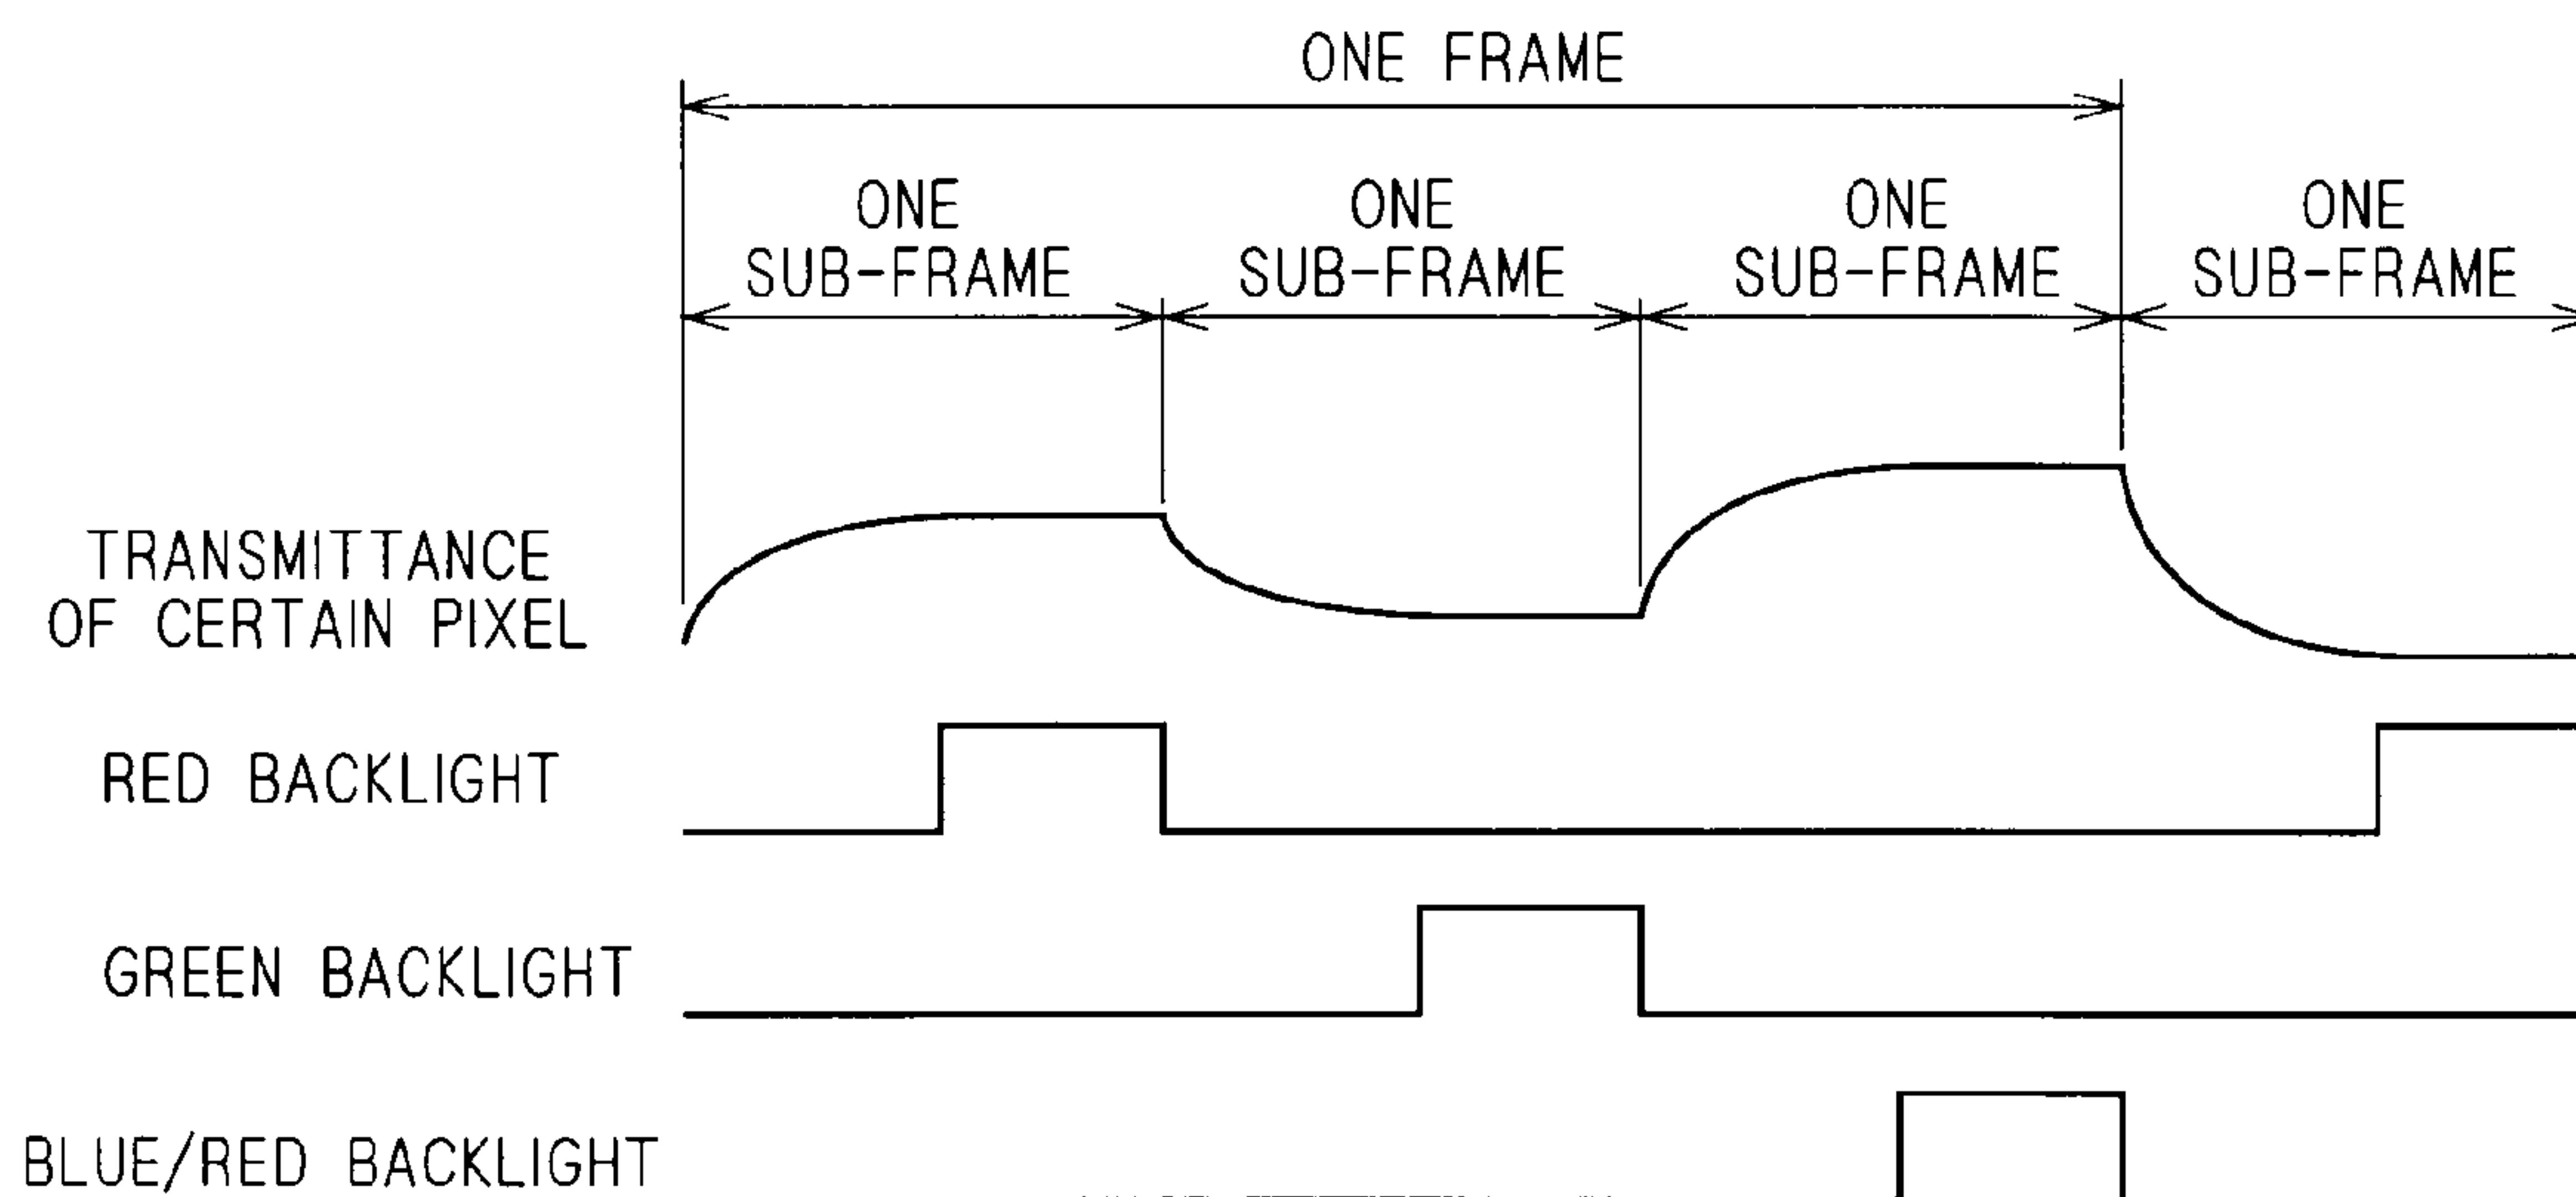 ONE FRAME
ONE
SUB-FRAME
ONE
SUB-FRAME
ONE
SUB-FRAME
ONE
SUB-FRAME
TRANSMITTANCE
OF CERTAIN PIXEL
RED BACKLIGHT
GREEN BACKLIGHT
BLUE/RED BACKLIGHT